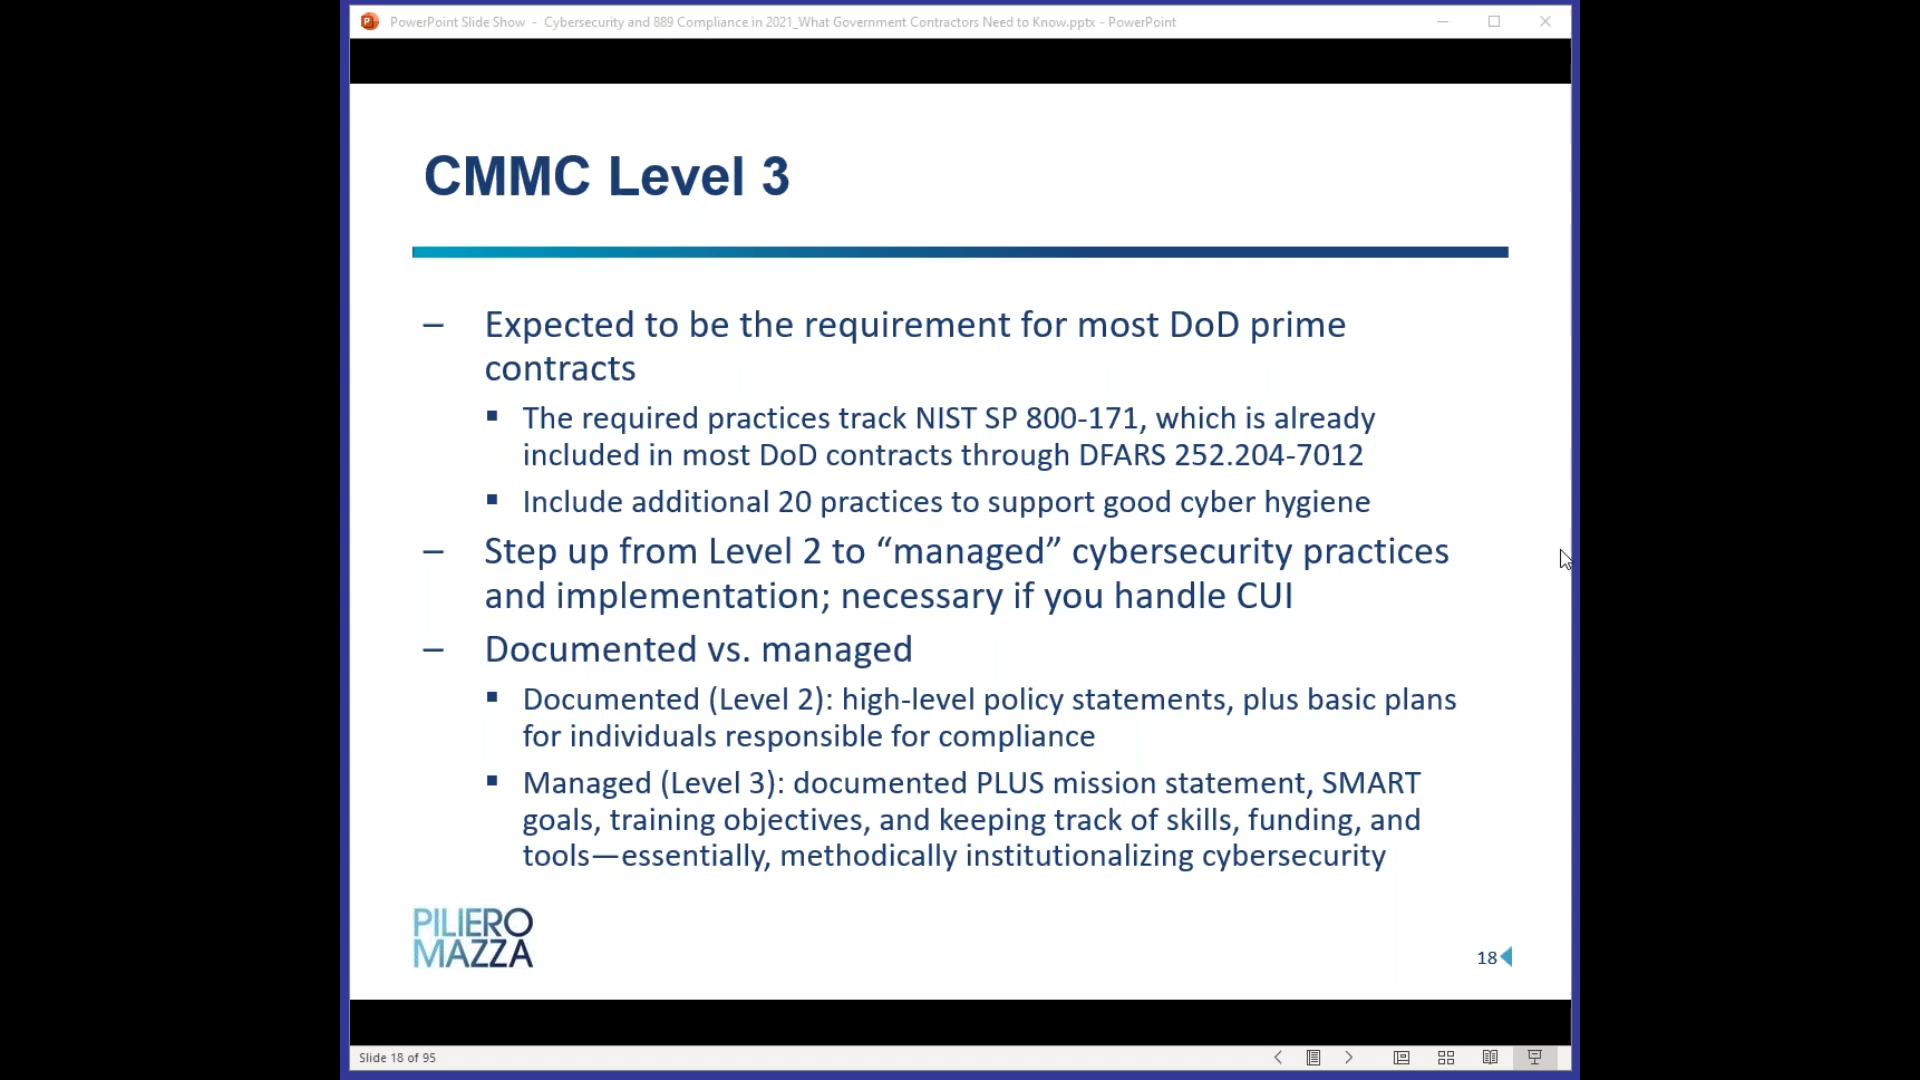 PowerPoint Slide Show - Cybersecurity and 889 Compliance in 2021_What Government Contractors Need to Know.pptx - PowerPoint
CMMC Level 3
– Expected to be the requirement for most DoD prime
contracts
▪ The required practices track NIST SP 800-171, which is already
included in most DoD contracts through DFARS 252.204-7012
▪ Include additional 20 practices to support good cyber hygiene
– Step up from Level 2 to “managed” cybersecurity practices
and implementation; necessary if you handle CUI
– Documented vs. managed
▪ Documented (Level 2): high-level policy statements, plus basic plans
for individuals responsible for compliance
▪ Managed (Level 3): documented PLUS mission statement, SMART
goals, training objectives, and keeping track of skills, funding, and
tools—essentially, methodically institutionalizing cybersecurity
PILIERO
MAZZA
18
Slide 18 of 95